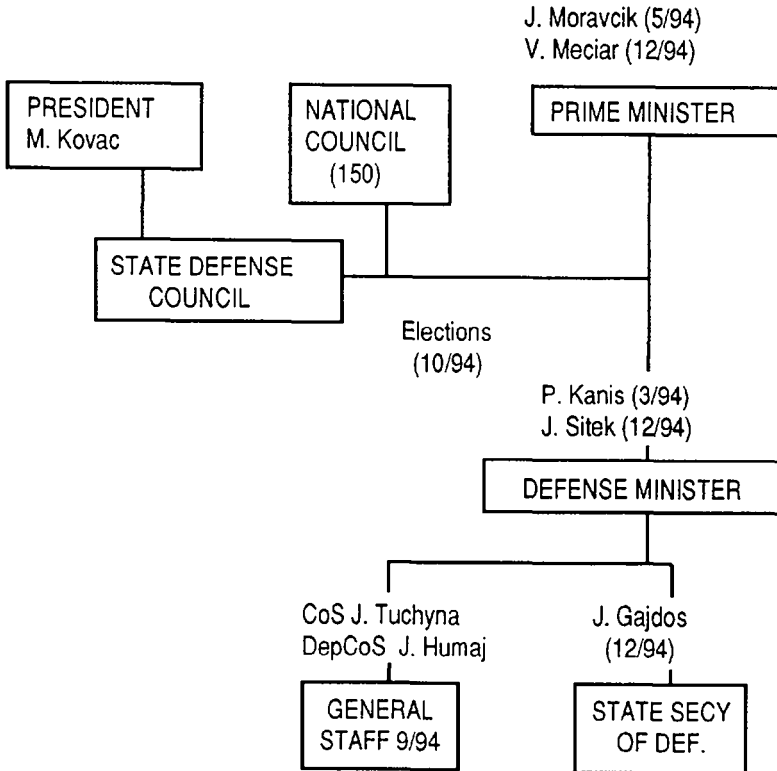 J. Moravcik (5/94)
V. Meciar (12/94)
PRESIDENT
M. Kovac
NATIONAL
COUNCIL
(150)
PRIME MINISTER
STATE DEFENSE
COUNCIL
Elections
(10/94)
P. Kanis (3/94)
J. Sitek (12/94)
DEFENSE MINISTER
CoS J. Tuchyna
DepCoS J. Humaj
J. Gajdos
(12/94)
GENERAL
STAFF 9/94
STATE SECY
OF DEF.